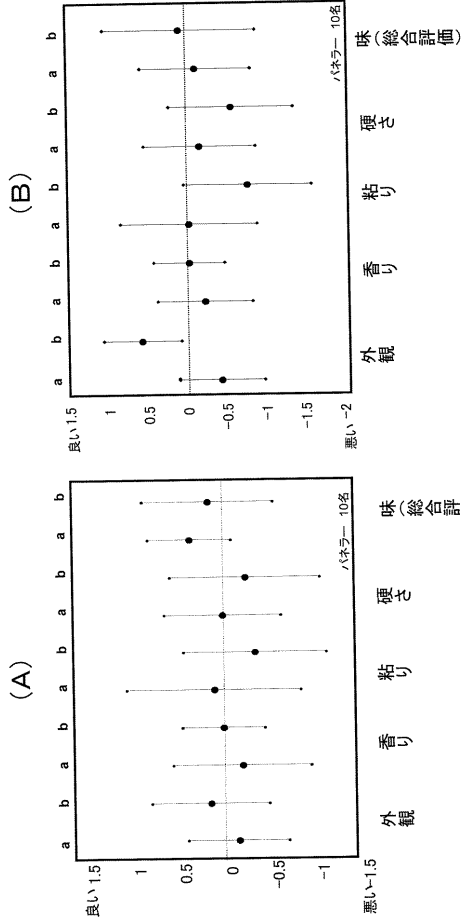 (A)
a b a b a b a b a b
良い 1.5
1
0.5
0
-0.5
-1
悪い-1.5
パネラー 10名
外観 香り 粘り 硬さ 味(総合評
(B)
a b a b a b a b a b
良い 1.5
1
0.5
0
-0.5
-1
-1.5
悪い -2
パネラー 10名
外観 香り 粘り 硬さ 味(総合評価)